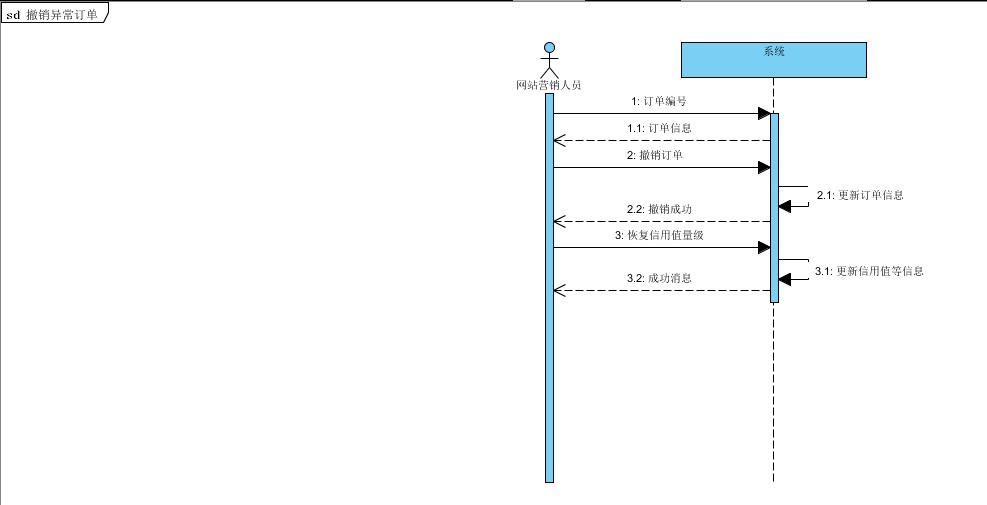 sd 撤销异常订单
系统
网站营销人员
1: 订单编号
1.1: 订单信息
2: 撤销订单
2.1: 更新订单信息
2.2: 撤销成功
3: 恢复信用值量级
3.1: 更新信用值等信息
3.2: 成功消息